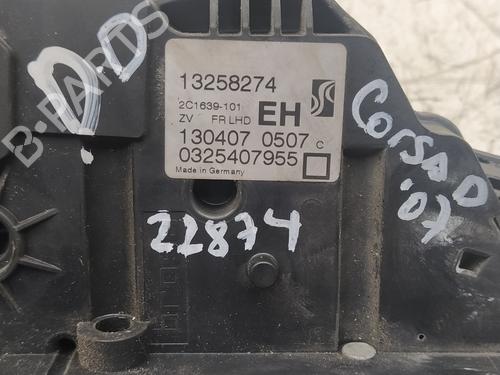 B-PARTS
D.D
13258274
2C1639-101
ZV FR LHD EH
130407 0507 C
0325407955
Made in Germany
CORSA D
'07
22874